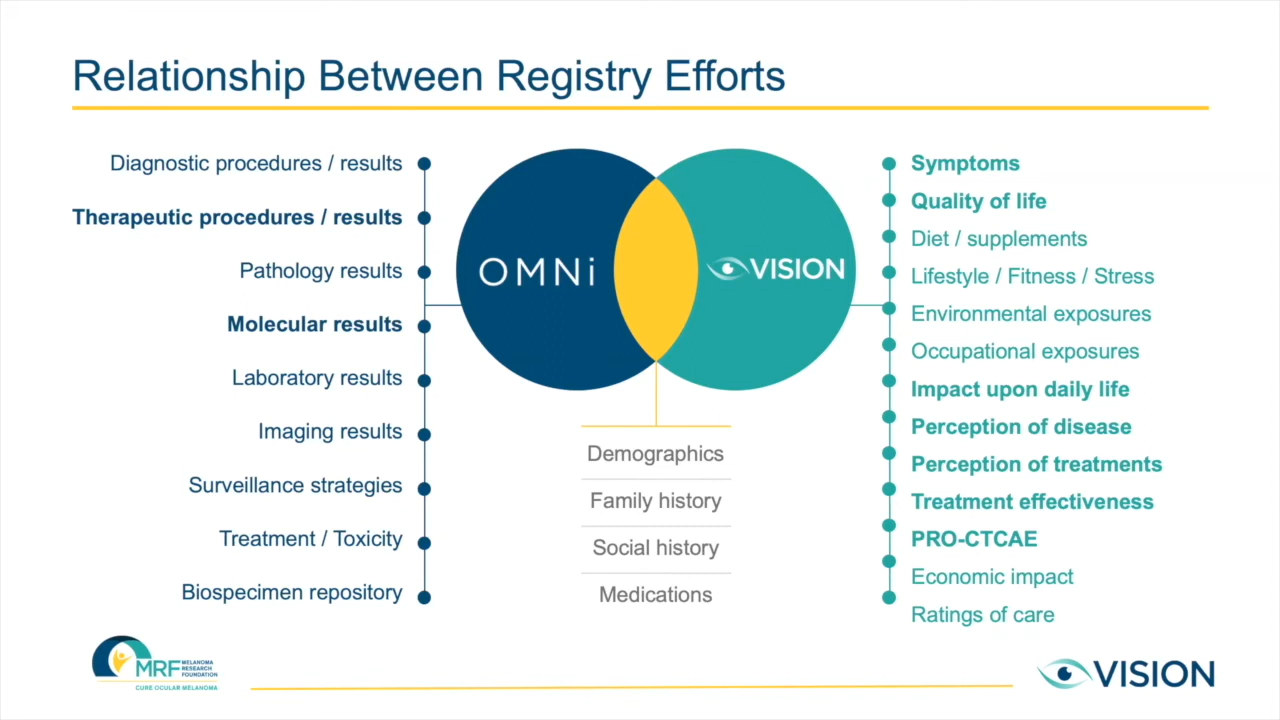 Relationship Between Registry Efforts
Diagnostic procedures / results
Therapeutic procedures / results
Pathology results
Molecular results
Laboratory results
Imaging results
Surveillance strategies
Treatment / Toxicity
Biospecimen repository
OMNi
VISION
Demographics
Family history
Social history
Medications
Symptoms
Quality of life
Diet / supplements
Lifestyle / Fitness / Stress
Environmental exposures
Occupational exposures
Impact upon daily life
Perception of disease
Perception of treatments
Treatment effectiveness
PRO-CTCAE
Economic impact
Ratings of care
MRF MELANOMA
RESEARCH
FOUNDATION
CURE OCULAR MELANOMA
VISION